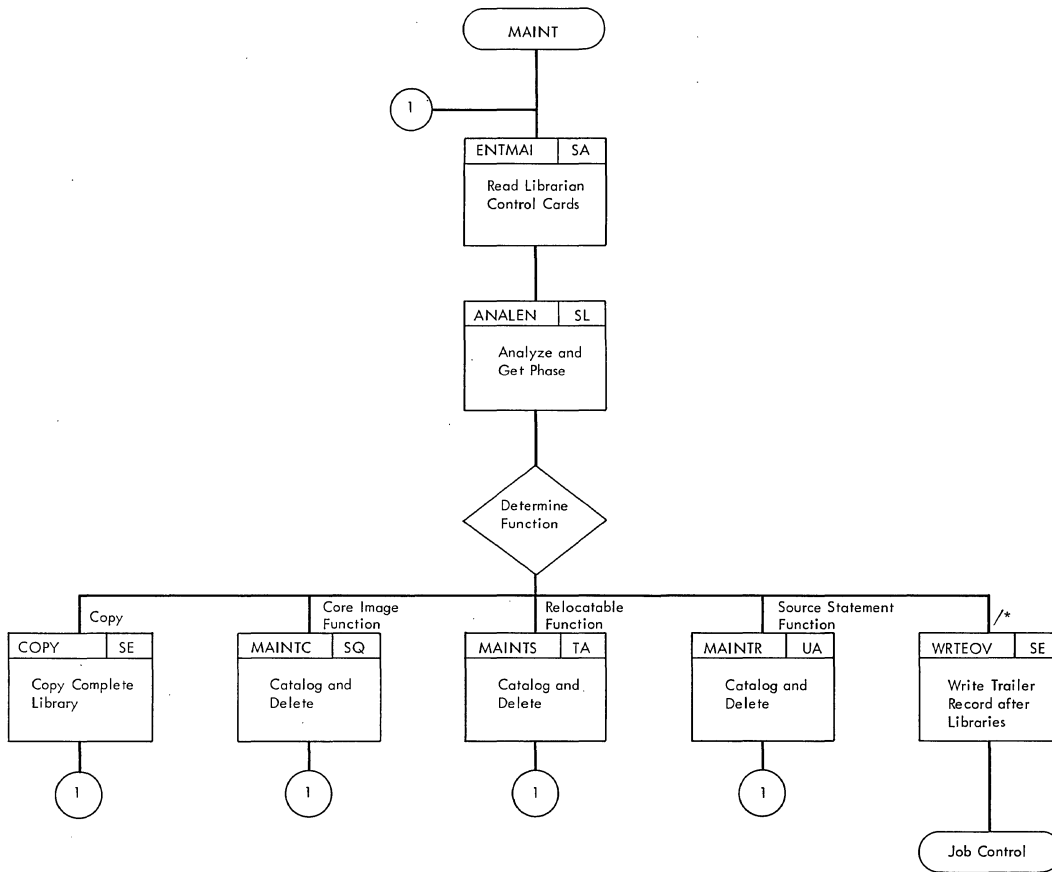 MAINT
1
ENTMAI SA
Read Librarian
Control Cards
ANALEN SL
Analyze and
Get Phase
Determine
Function
Copy
Core Image
Function
Relocatable
Function
Source Statement
Function
/*
COPY SE
Copy Complete
Library
MAINTC SQ
Catalog and
Delete
MAINTS TA
Catalog and
Delete
MAINTR UA
Catalog and
Delete
WRTEOV SE
Write Trailer
Record after
Libraries
1
1
1
1
Job Control